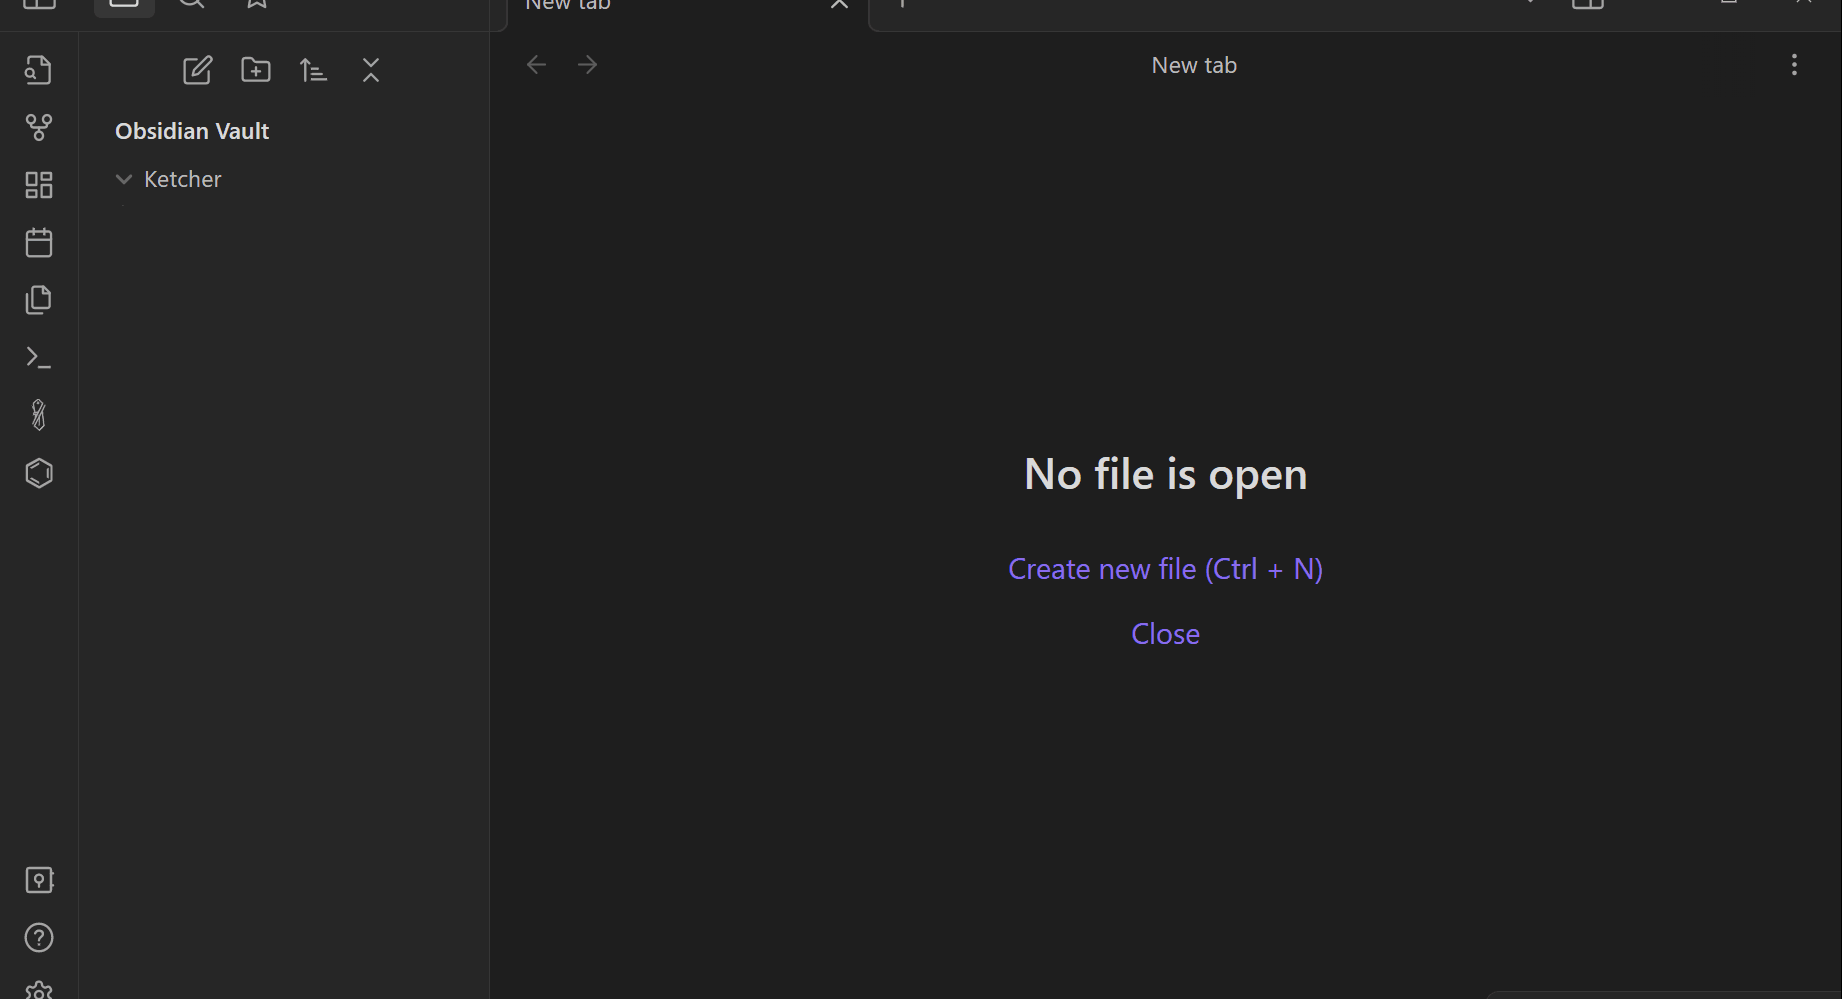 New tab
New tab
Obsidian Vault
Ketcher
No file is open
Create new file (Ctrl + N)
Close